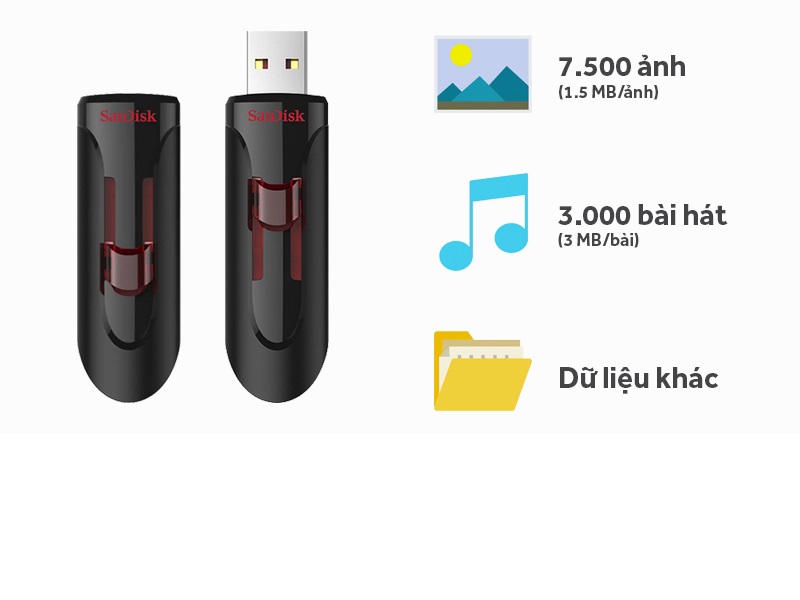 SanDisk
SanDisk
7.500 ảnh
(1.5 MB/ảnh)
3.000 bài hát
(3 MB/bài)
Dữ liệu khác